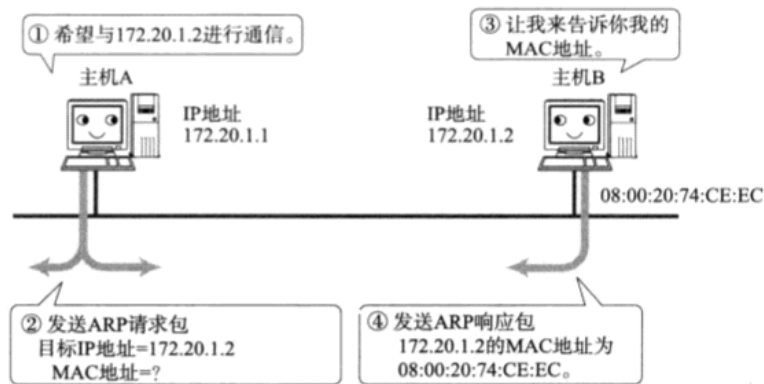 ① 希望与172.20.1.2进行通信。
③ 让我来告诉你我的
MAC地址。
主机A
主机B
IP地址
172.20.1.1
IP地址
172.20.1.2
08:00:20:74:CE:EC
② 发送ARP请求包
目标IP地址=172.20.1.2
MAC地址=?
④ 发送ARP响应包
172.20.1.2的MAC地址为
08:00:20:74:CE:EC。